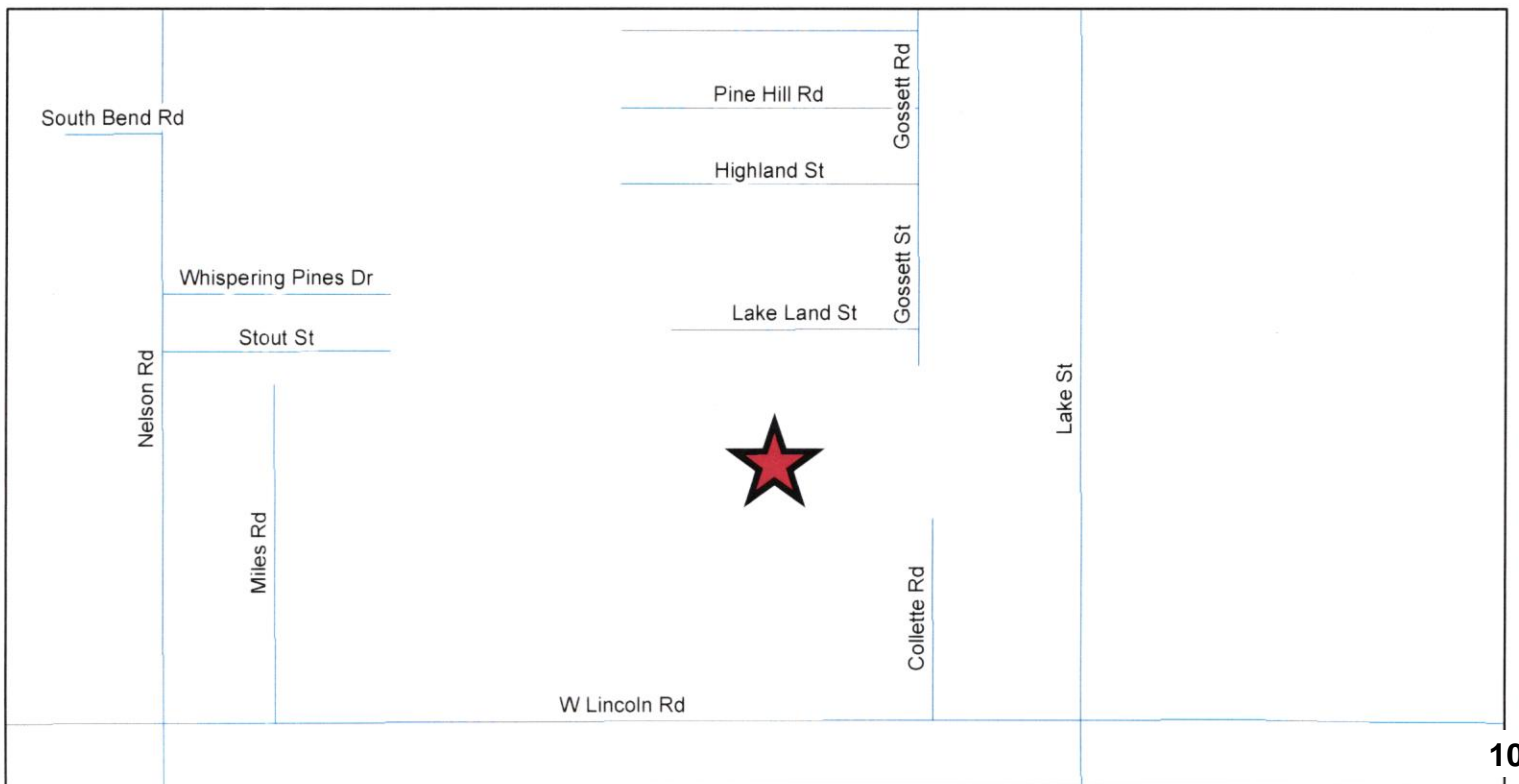 Gossett Rd
Pine Hill Rd
South Bend Rd
Highland St
Gossett St
Whispering Pines Dr
Lake Land St
Stout St
Nelson Rd
Lake St
Miles Rd
Collette Rd
W Lincoln Rd
10